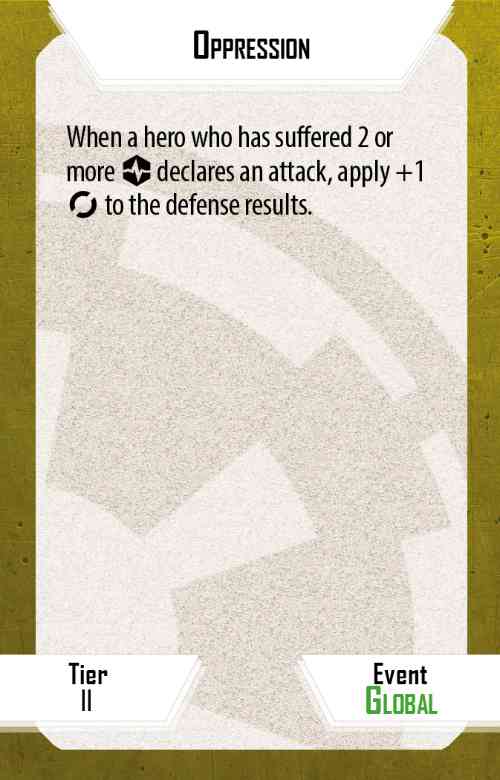 Oppression
When a hero who has suffered 2 or
more declares an attack, apply +1
to the defense results.
Tier
II
Event
Global